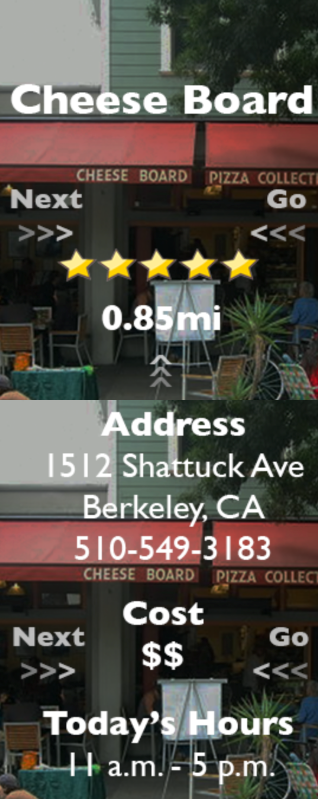 Cheese Board
CHEESE BOARD PIZZA COLLECT
Next Go
>>> <<<
0.85mi
Address
1512 Shattuck Ave
Berkeley, CA
510-549-3183
CHEESE BOARD PIZZA COLLECT
Cost
$$
Next Go
>>> <<<
Today's Hours
11 a.m. - 5 p.m.